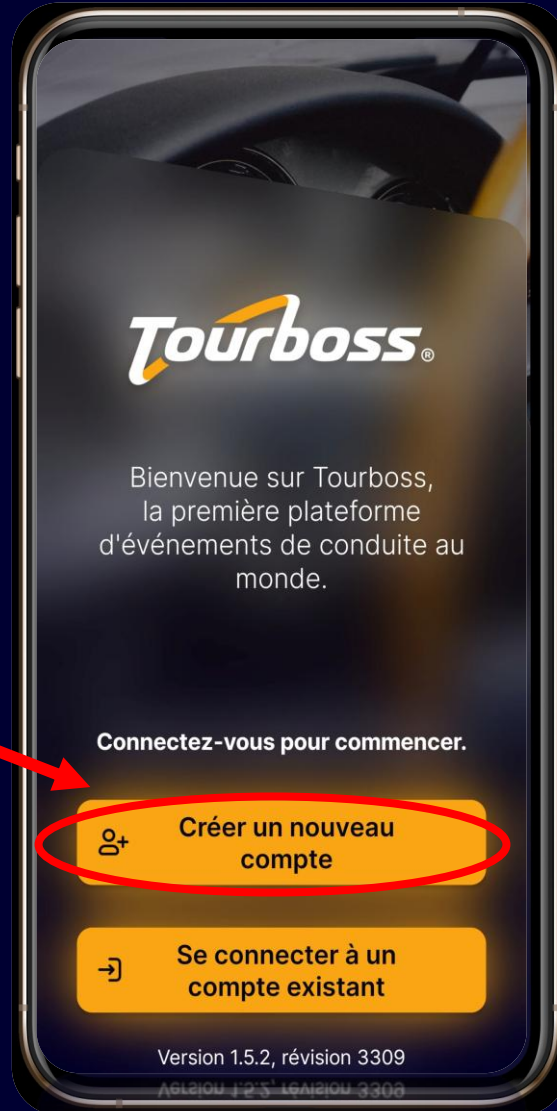 Tourboss®
Bienvenue sur Tourboss,
la première plateforme
d'événements de conduite au
monde.
Connectez-vous pour commencer.
Créer un nouveau
compte
Se connecter à un
compte existant
Version 1.5.2, révision 3309